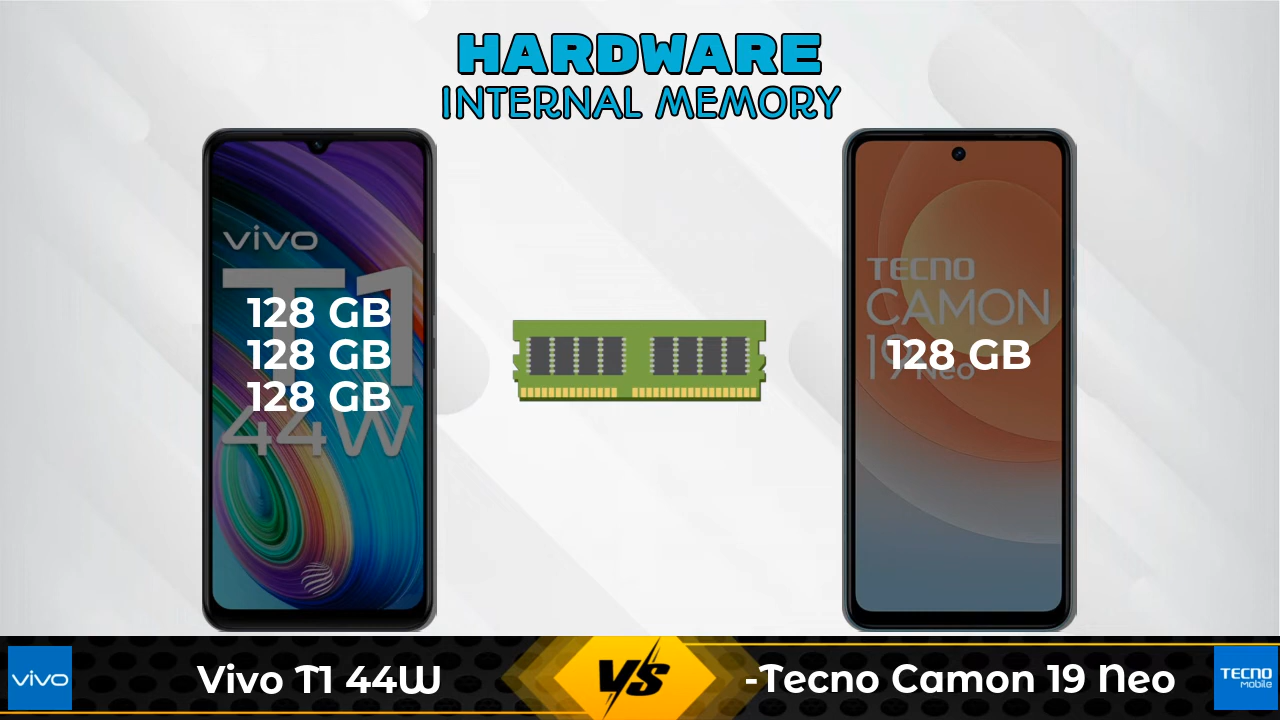 HARDWARE
INTERNAL MEMORY
vivo
T1
44W
128 GB
128 GB
128 GB
TECNO
CAMON
19 Neo
128 GB
vivo
Vivo T1 44W
VS
-Tecno Camon 19 Neo
TECNO
mobile